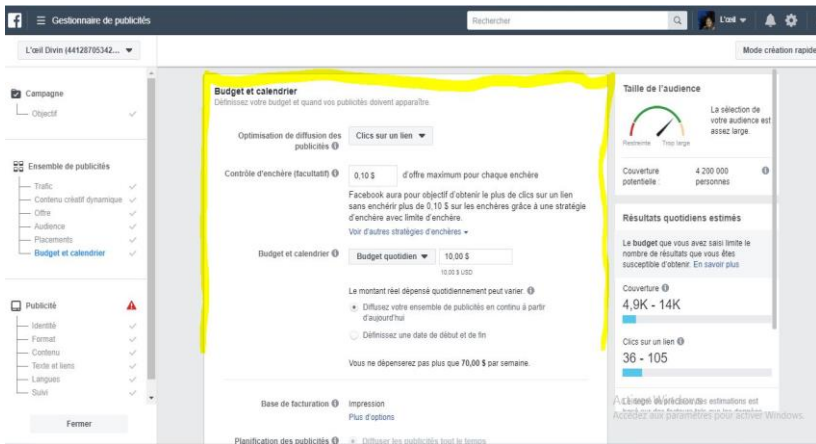 Gestionnaire de publicités
Rechercher
L'œil
L'œil Divin (44128705342...
Mode création rapide
Campagne
Objectif
Ensemble de publicités
Trafic
Contenu créatif dynamique
Offre
Audience
Placements
Budget et calendrier
Publicité
Identité
Format
Contenu
Texte et liens
Langues
Suivi
Fermer
Budget et calendrier
Définissez votre budget et quand vos publicités doivent apparaître.
Optimisation de diffusion des
publicités
Clics sur un lien
Contrôle d'enchère (facultatif)
0,10 $
d'offre maximum pour chaque enchère
Facebook aura pour objectif d'obtenir le plus de clics sur un lien
sans enchérir plus de 0,10 $ sur les enchères grâce à une stratégie
d'enchère avec limite d'enchère.
Voir d'autres stratégies d'enchères
Budget et calendrier
Budget quotidien
10,00 $
10,00 $ USD
Le montant réel dépensé quotidiennement peut varier.
Diffusez votre ensemble de publicités en continu à partir
d'aujourd'hui
Définissez une date de début et de fin
Vous ne dépenserez pas plus que 70,00 $ par semaine.
Base de facturation
Impression
Plus d'options
Planification des publicités
Diffuser les publicités tout le temps
Taille de l'audience
La sélection de
votre audience est
assez large.
Restreinte
Trop large
Couverture
potentielle :
4 200 000
personnes
Résultats quotidiens estimés
Le budget que vous avez saisi limite le
nombre de résultats que vous êtes
susceptible d'obtenir. En savoir plus
Couverture
4,9K - 14K
Clics sur un lien
36 - 105
des estimations est
Accédez aux paramètres pour activer Windows.